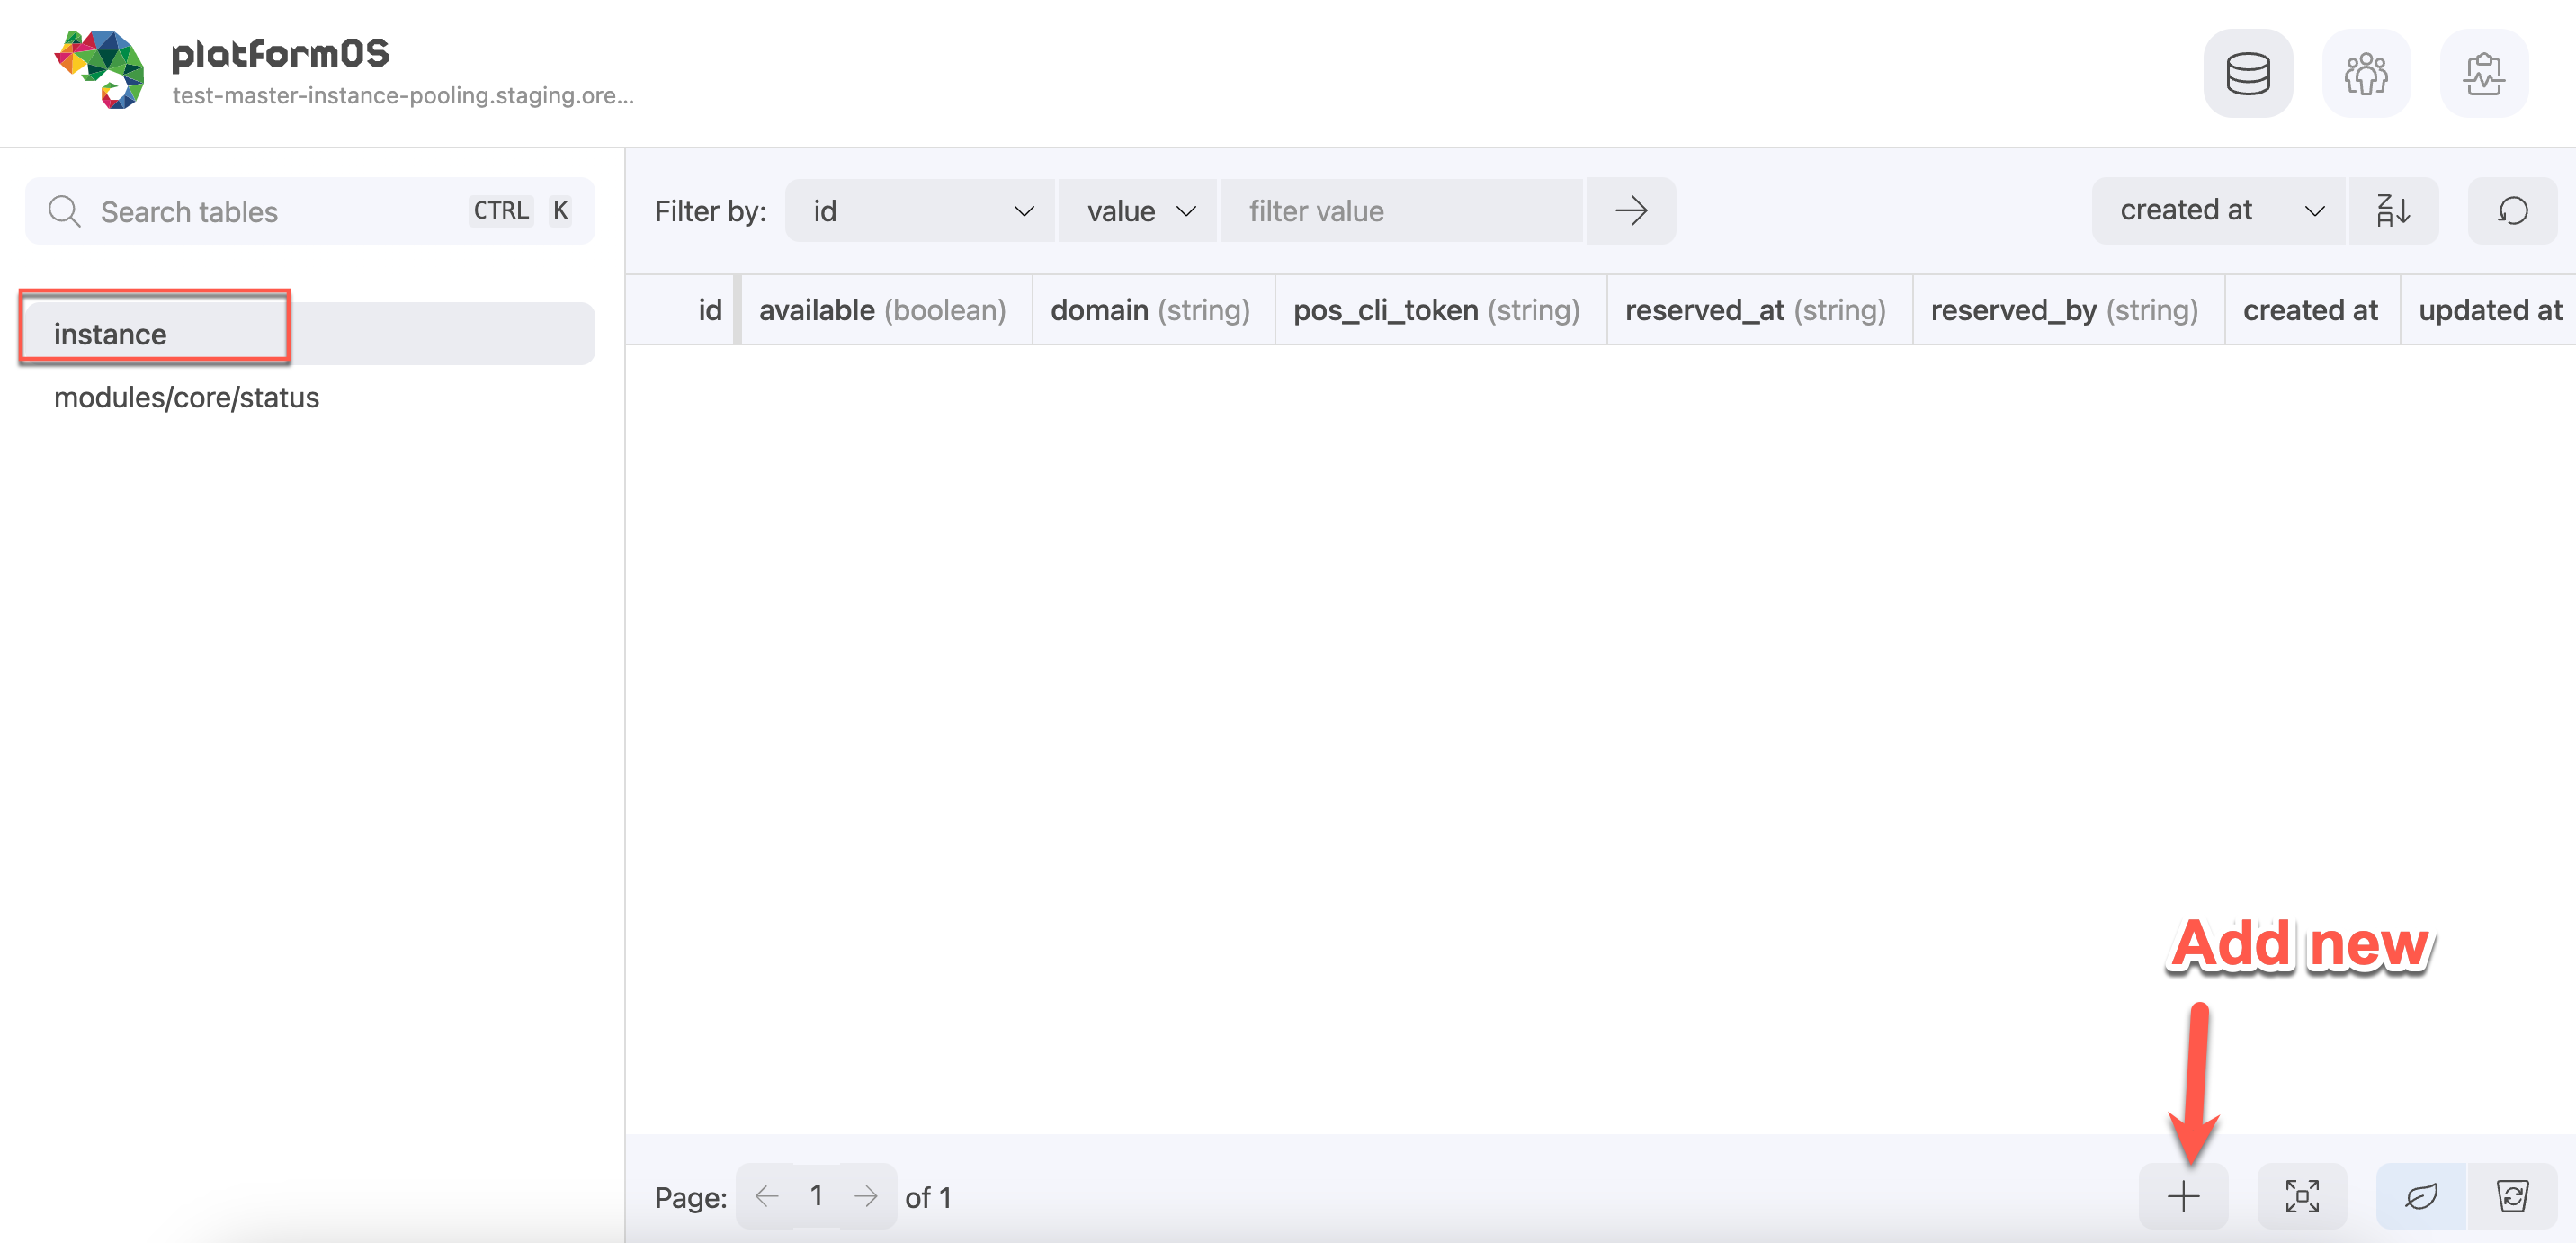 platformOS
test-master-instance-pooling.staging.ore...
Search tables CTRL K
Filter by: id value filter value created at
instance
modules/core/status
id available (boolean) domain (string) pos_cli_token (string) reserved_at (string) reserved_by (string) created at updated at
Add new
Page: 1 of 1